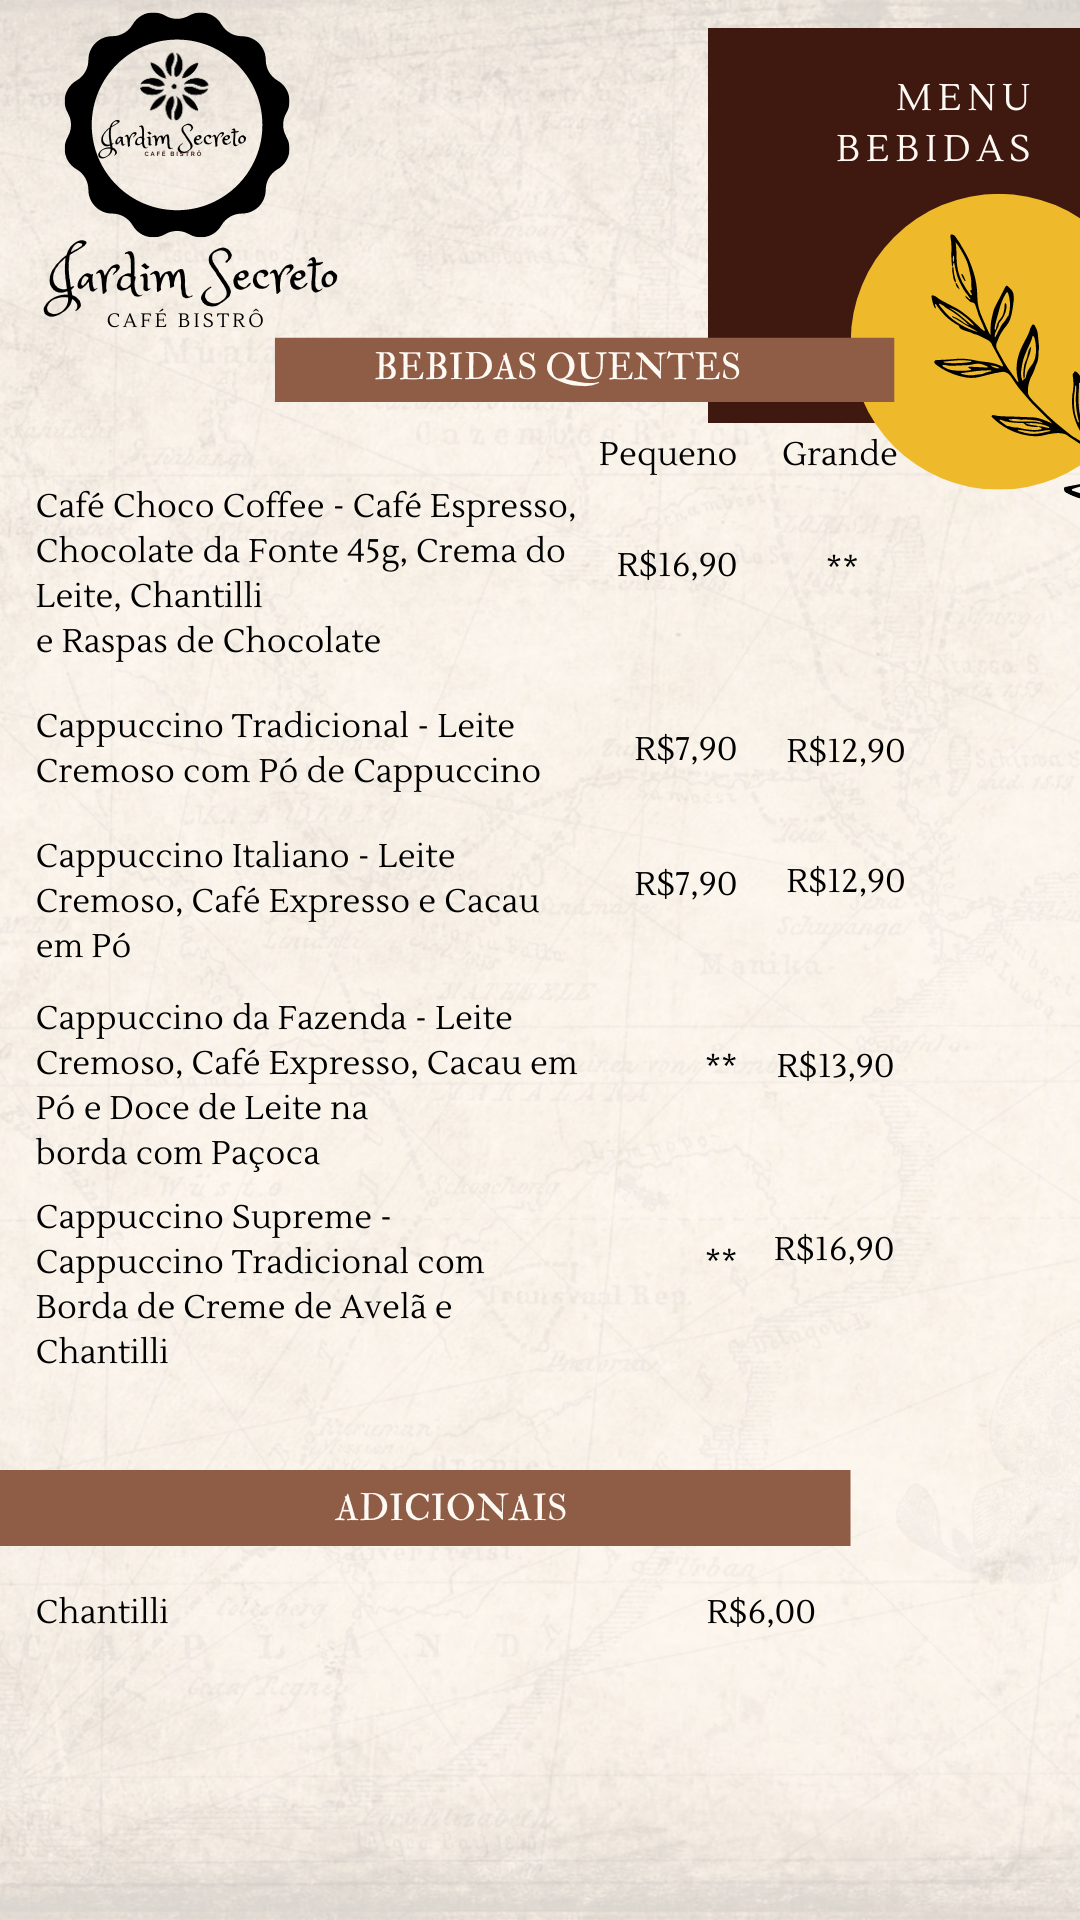 Jardim Secreto
CAFÉ BISTRÔ
Jardim Secreto
CAFÉ BISTRÔ
MENU
BEBIDAS
BEBIDAS QUENTES
Pequeno Grande
Café Choco Coffee - Café Espresso,
Chocolate da Fonte 45g, Crema do
Leite, Chantilli
e Raspas de Chocolate
R$16,90 **
Cappuccino Tradicional - Leite
Cremoso com Pó de Cappuccino
R$7,90 R$12,90
Cappuccino Italiano - Leite
Cremoso, Café Expresso e Cacau
em Pó
R$7,90 R$12,90
Cappuccino da Fazenda - Leite
Cremoso, Café Expresso, Cacau em
Pó e Doce de Leite na
borda com Paçoca
** R$13,90
Cappuccino Supreme -
Cappuccino Tradicional com
Borda de Creme de Avelã e
Chantilli
** R$16,90
ADICIONAIS
Chantilli R$6,00